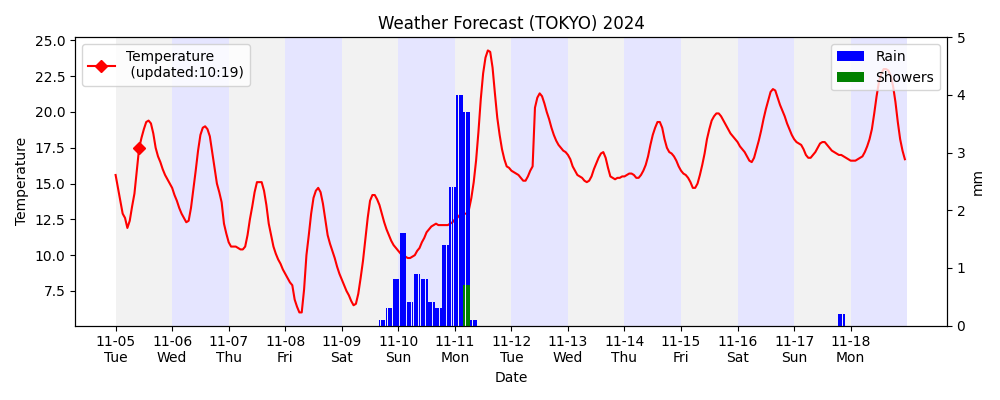 Weather Forecast (TOKYO) 2024
Temperature
(updated:10:19)
Rain
Showers
25.0
22.5
20.0
17.5
15.0
12.5
10.0
7.5
Temperature
5
4
3
2
1
0
mm
11-05 11-06 11-07 11-08 11-09 11-10 11-11 11-12 11-13 11-14 11-15 11-16 11-17 11-18
Tue Wed Thu Fri Sat Sun Mon Tue Wed Thu Fri Sat Sun Mon
Date